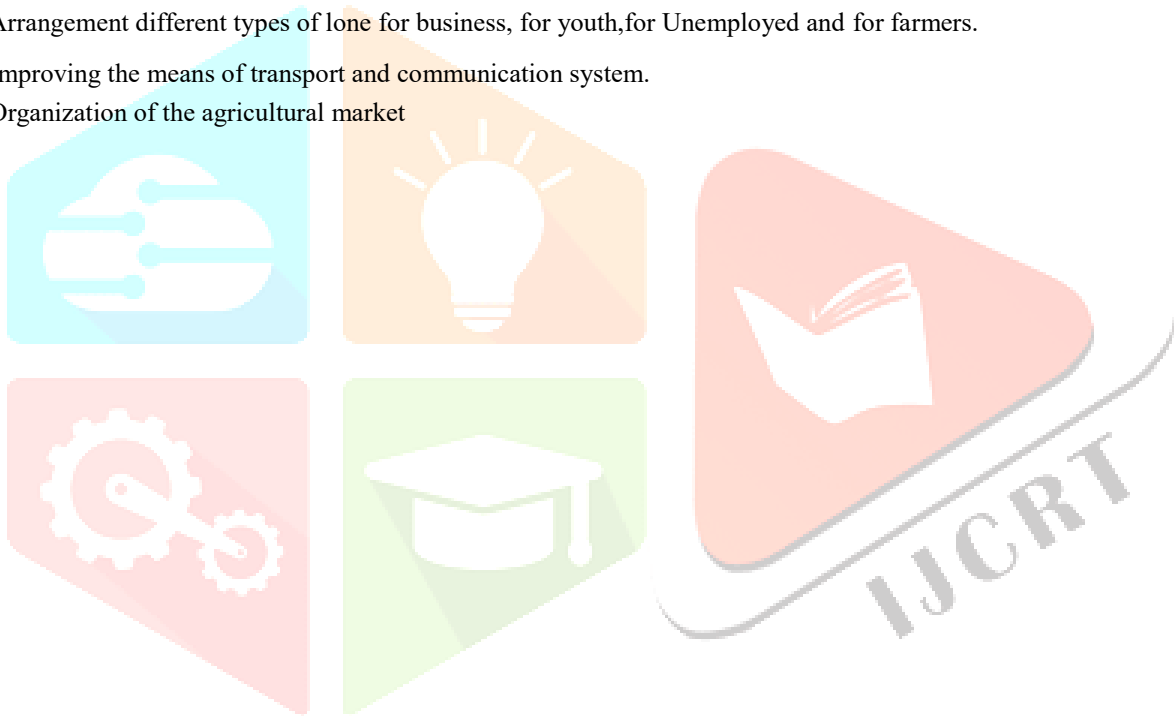 Arrangement different types of lone for business, for youth,for Unemployed and for farmers.
Improving the means of transport and communication system.
Organization of the agricultural market
IJCRT